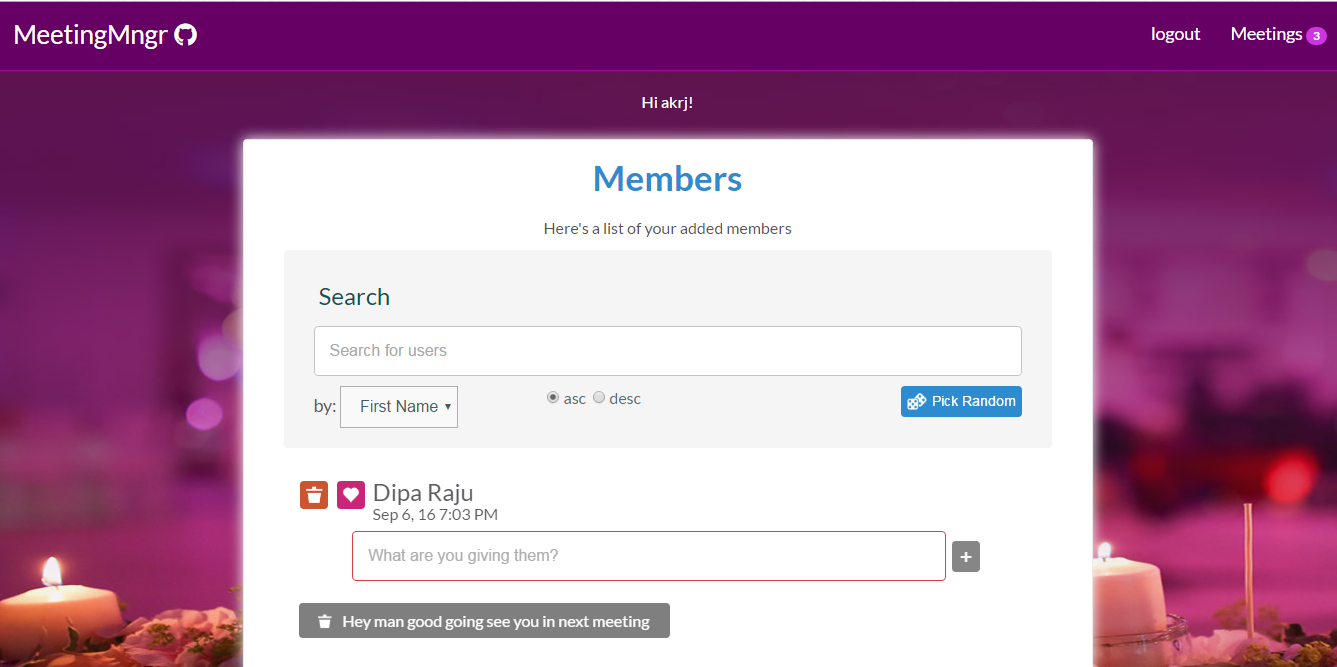 MeetingMngr
logout
Meetings 3
Hi akrj!
Members
Here's a list of your added members
Search
Search for users
by: First Name
asc desc
Pick Random
Dipa Raju
Sep 6, 16 7:03 PM
What are you giving them?
+
Hey man good going see you in next meeting